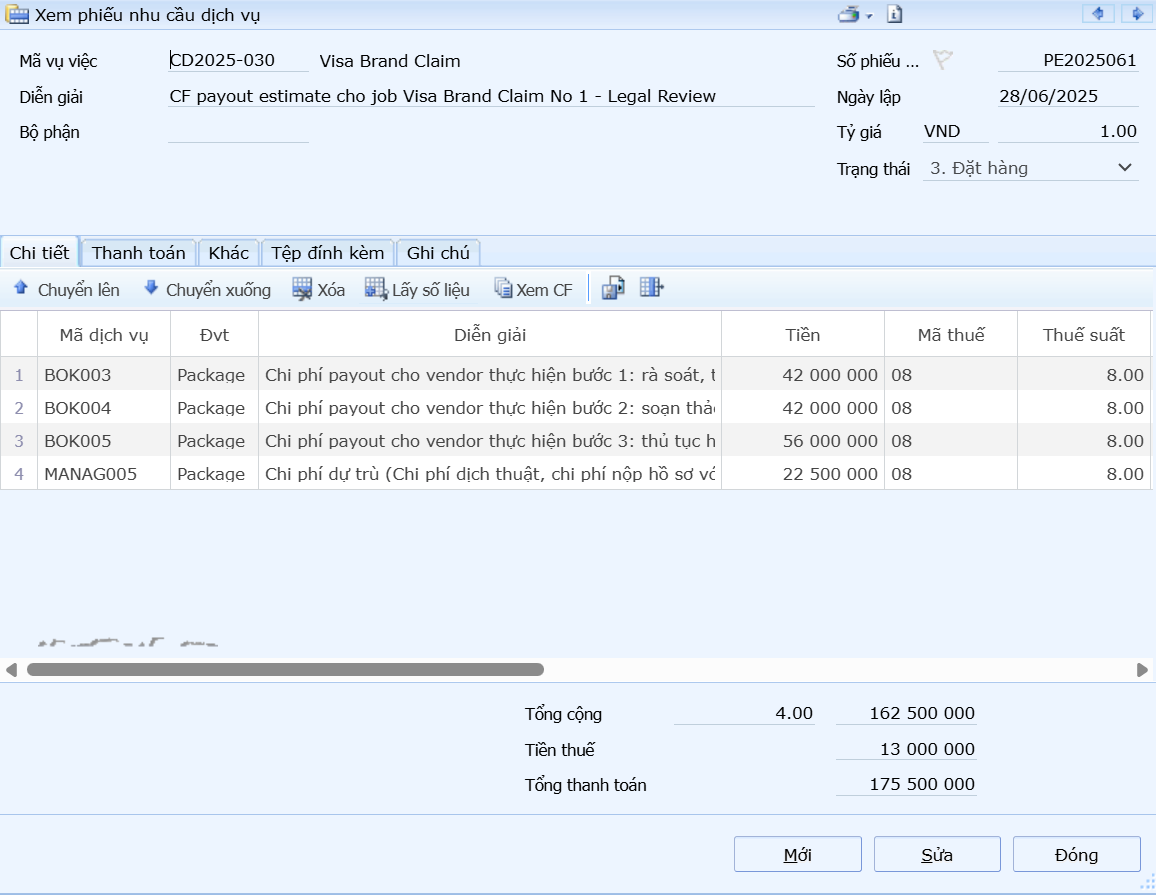 Xem phiếu nhu cầu dịch vụ
Mã vụ việc CD2025-030 Visa Brand Claim Số phiếu ... PE2025061
Diễn giải CF payout estimate cho job Visa Brand Claim No 1 - Legal Review Ngày lập 28/06/2025
Bộ phận Tỷ giá VND 1.00
Trạng thái 3. Đặt hàng
Chi tiết Thanh toán Khác Tệp đính kèm Ghi chú
Chuyển lên Chuyển xuống Xóa Lấy số liệu Xem CF
Mã dịch vụ Đvt Diễn giải Tiền Mã thuế Thuế suất
1 BOK003 Package Chi phí payout cho vendor thực hiện bước 1: rà soát, t 42 000 000 08 8.00
2 BOK004 Package Chi phí payout cho vendor thực hiện bước 2: soạn thảo 42 000 000 08 8.00
3 BOK005 Package Chi phí payout cho vendor thực hiện bước 3: thủ tục h 56 000 000 08 8.00
4 MANAG005 Package Chi phí dự trù (Chi phí dịch thuật, chi phí nộp hồ sơ vớ 22 500 000 08 8.00
Tổng cộng 4.00 162 500 000
Tiền thuế 13 000 000
Tổng thanh toán 175 500 000
Mới Sửa Đóng